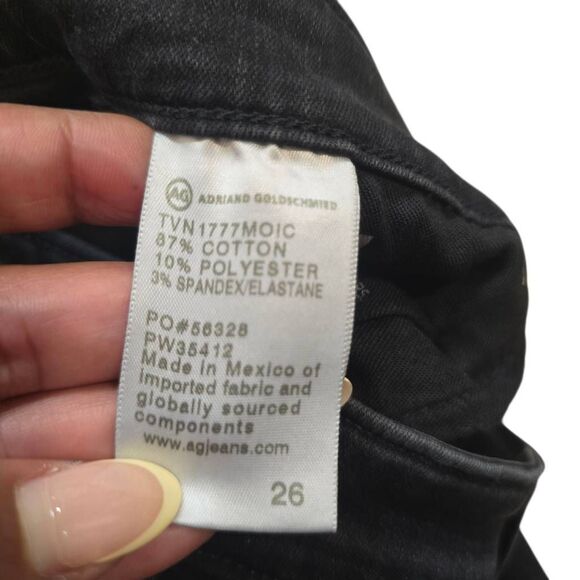 AG ADRIANO GOLDSCHMIED
TVN1777MOIC
87% COTTON
10% POLYESTER
3% SPANDEX/ELASTANE
PO#56328
PW35412
Made in Mexico of
imported fabric and
globally sourced
components
www.agjeans.com
26